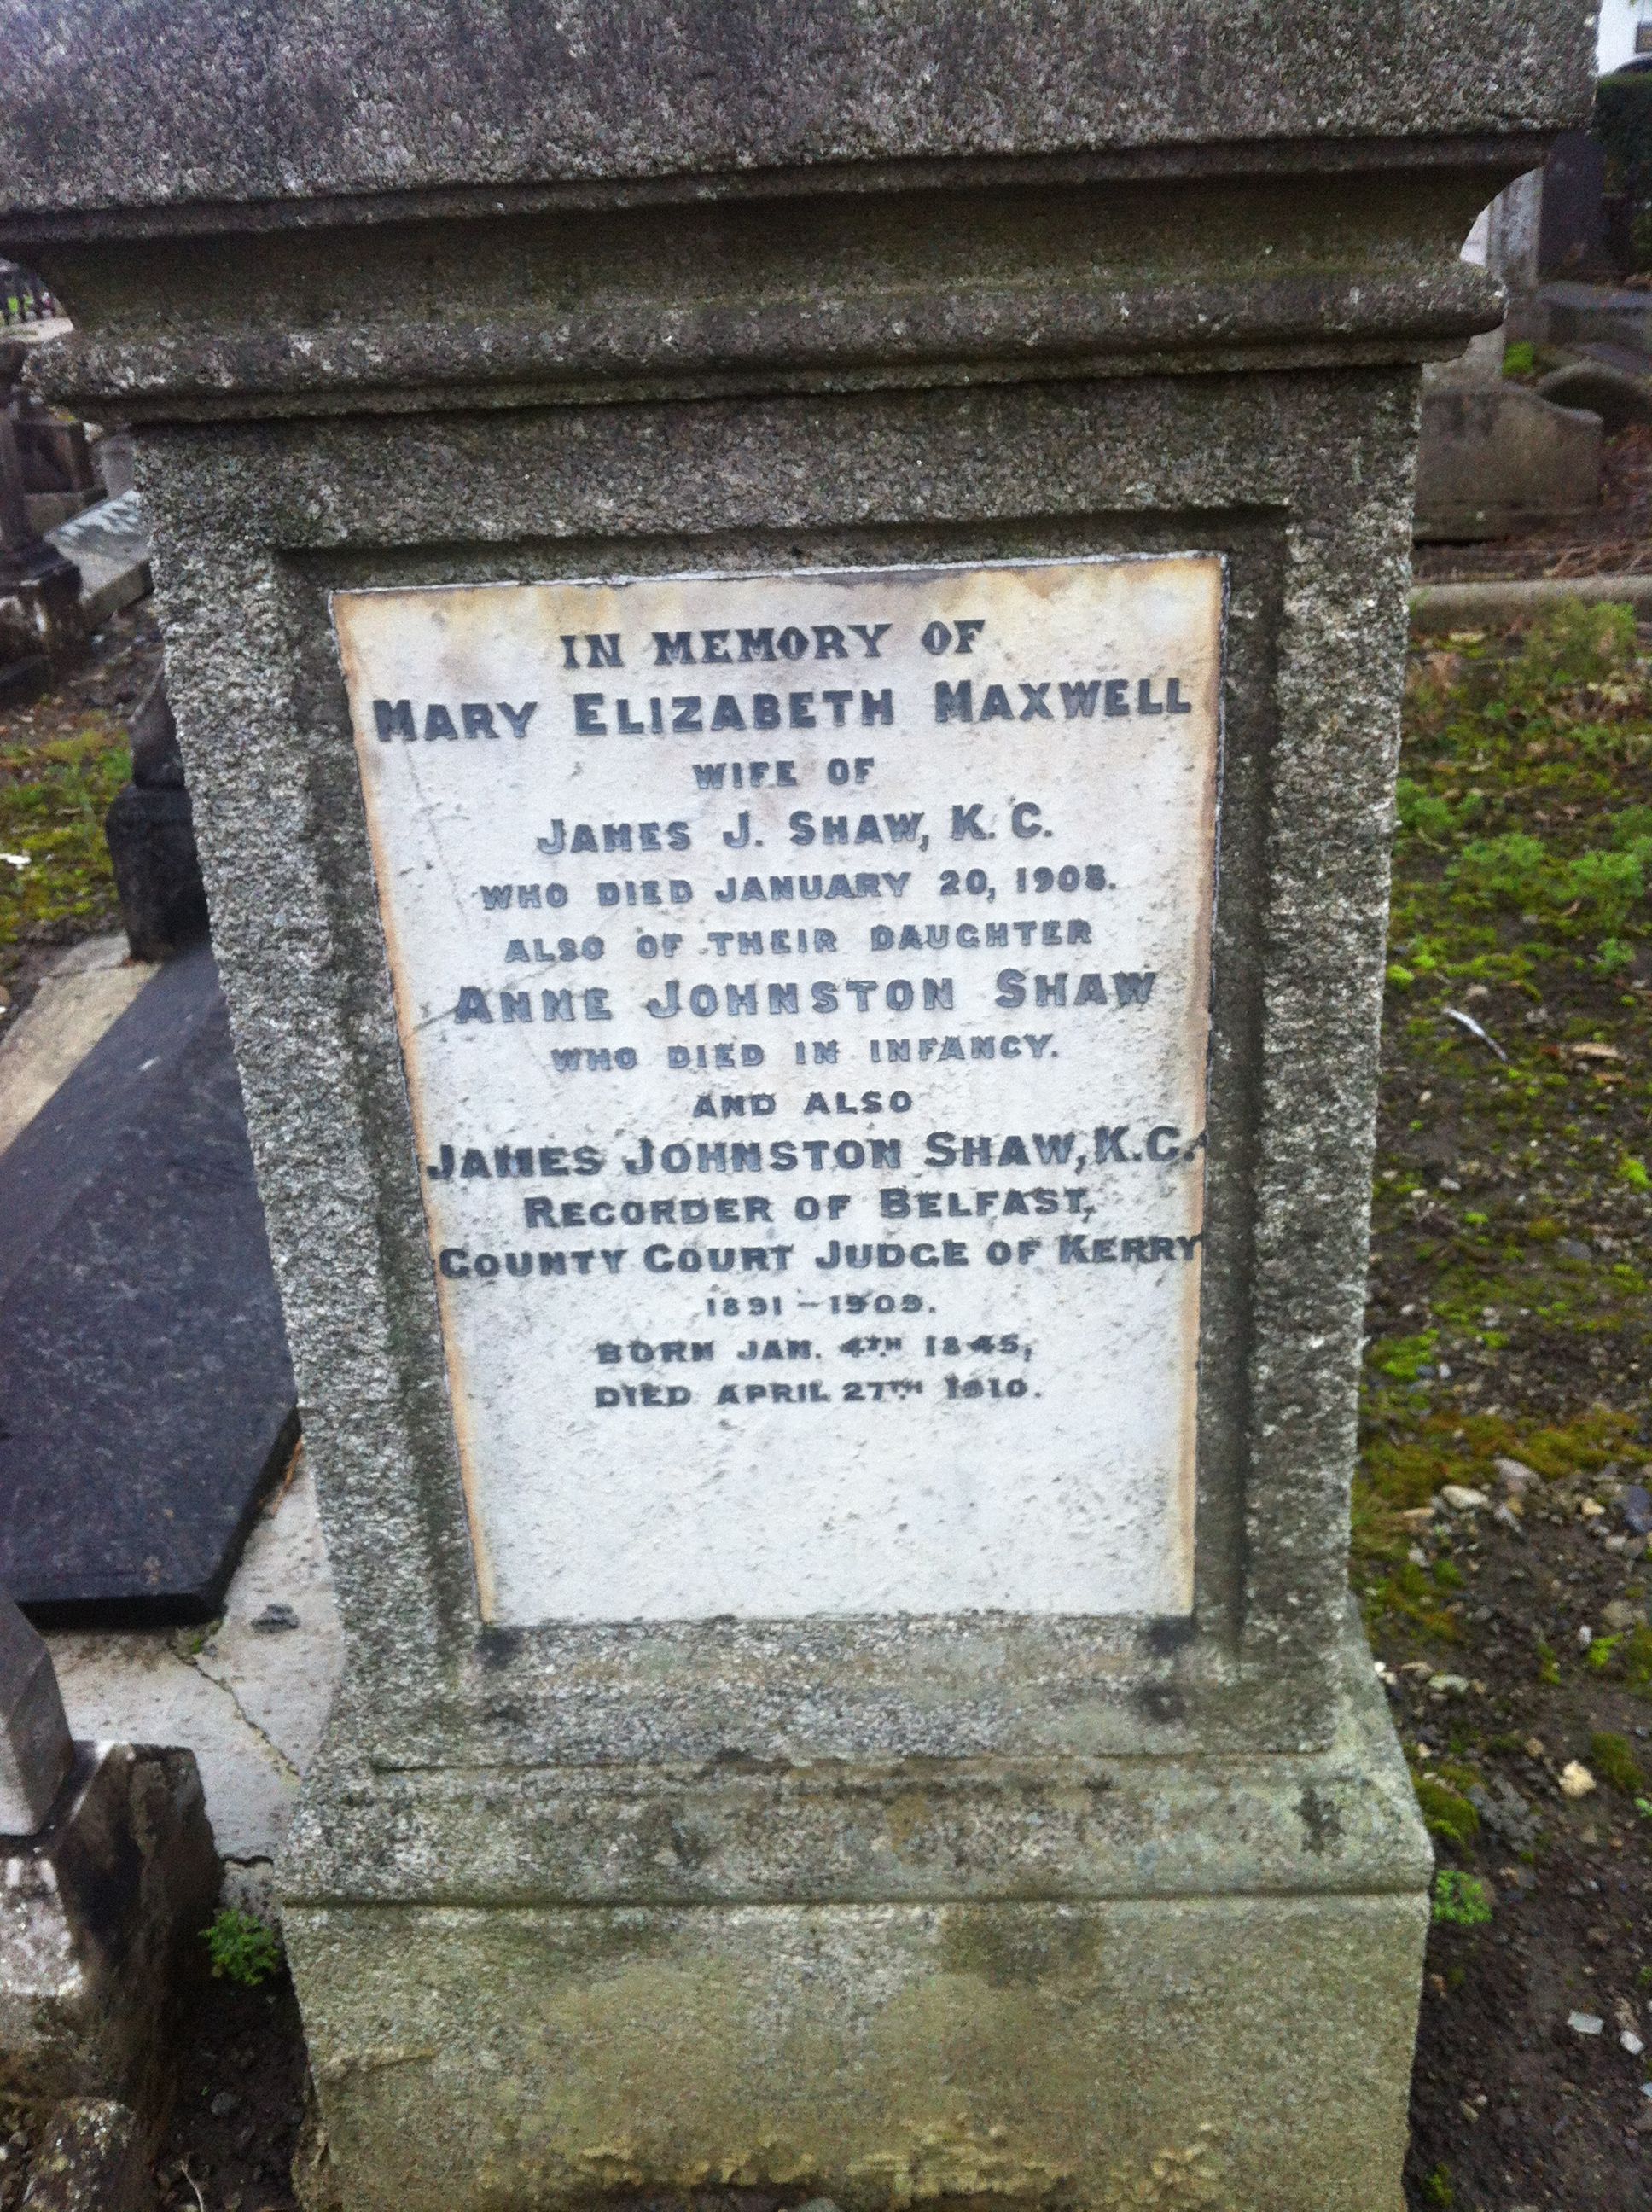 IN MEMORY OF
MARY ELIZABETH MAXWELL
WIFE OF
JAMES J. SHAW, K. C.
WHO DIED JANUARY 20, 1908.
ALSO OF THEIR DAUGHTER
ANNE JOHNSTON SHAW
WHO DIED IN INFANCY.
AND ALSO
JAMES JOHNSTON SHAW, K.C.
RECORDER OF BELFAST,
COUNTY COURT JUDGE OF KERRY
1891 – 1909.
BORN JAN. 4TH 1845,
DIED APRIL 27TH 1910.